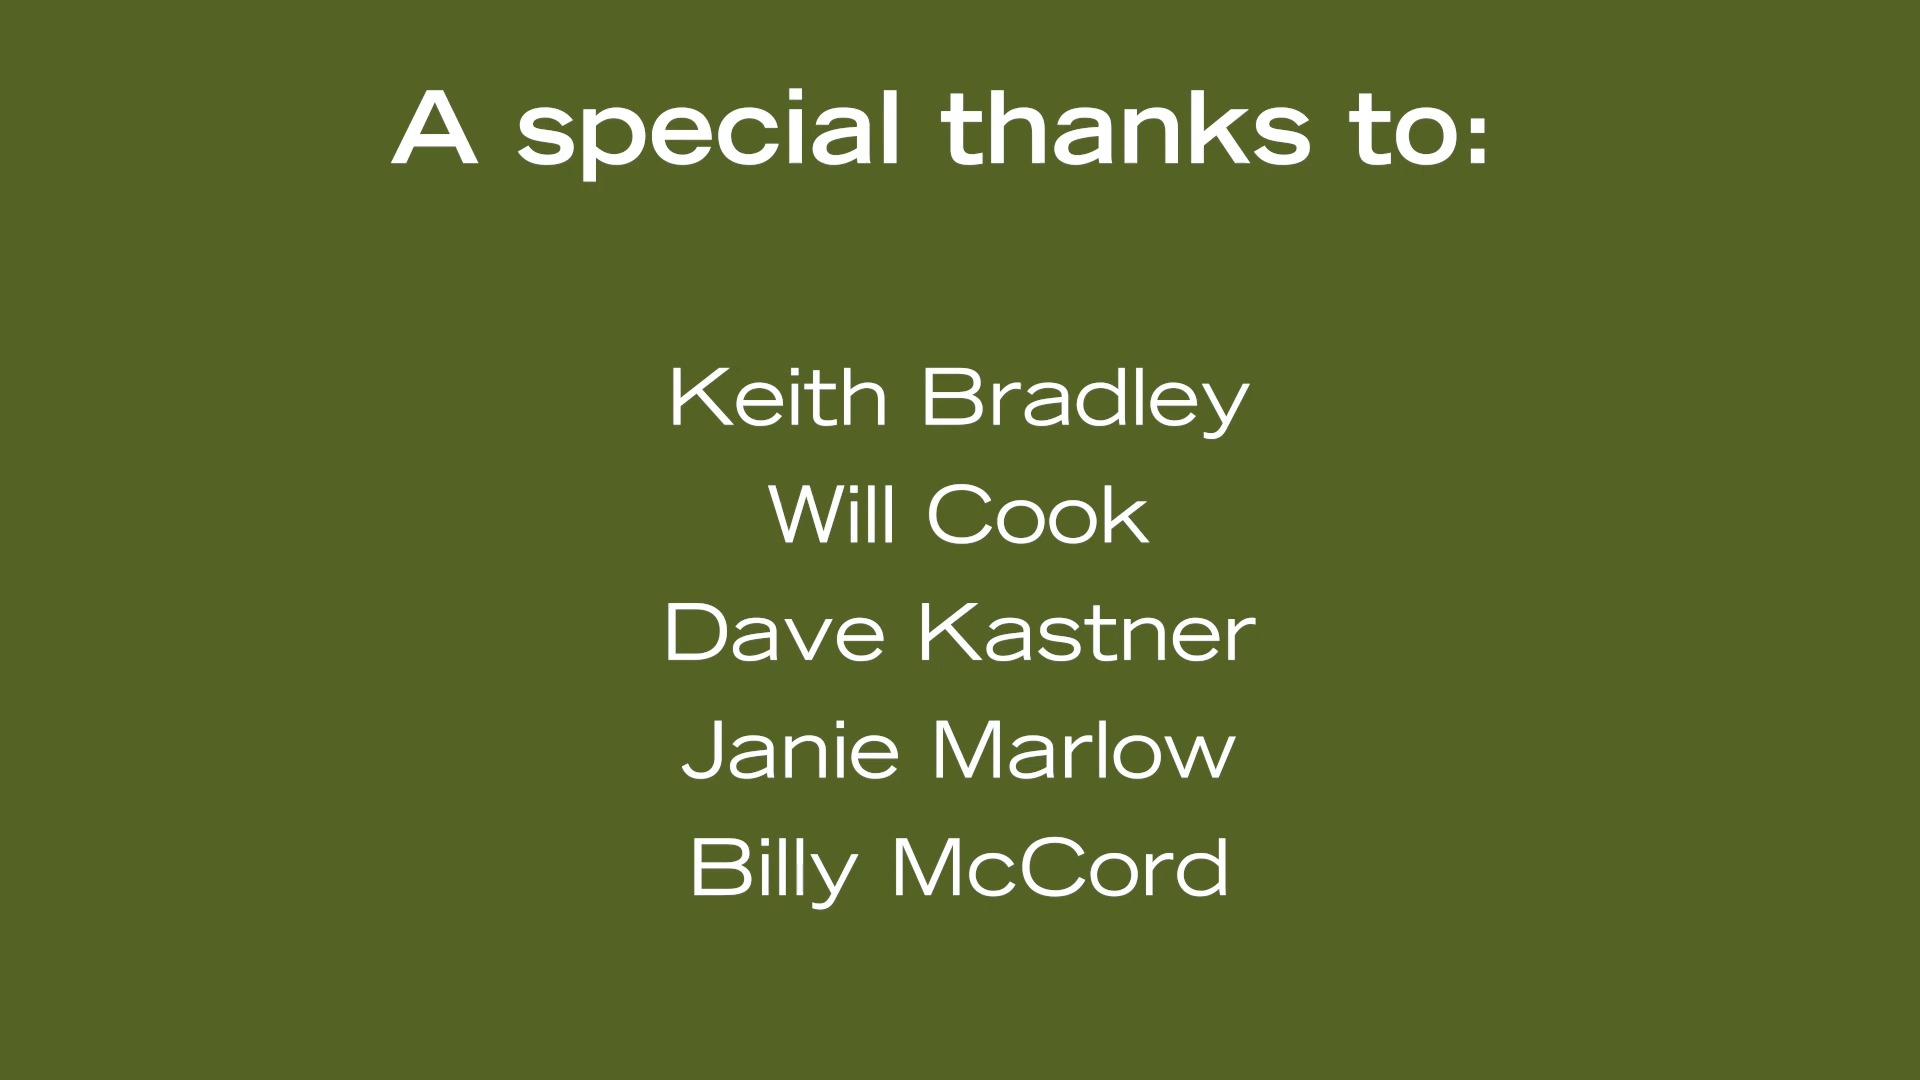 A special thanks to:
Keith Bradley
Will Cook
Dave Kastner
Janie Marlow
Billy McCord